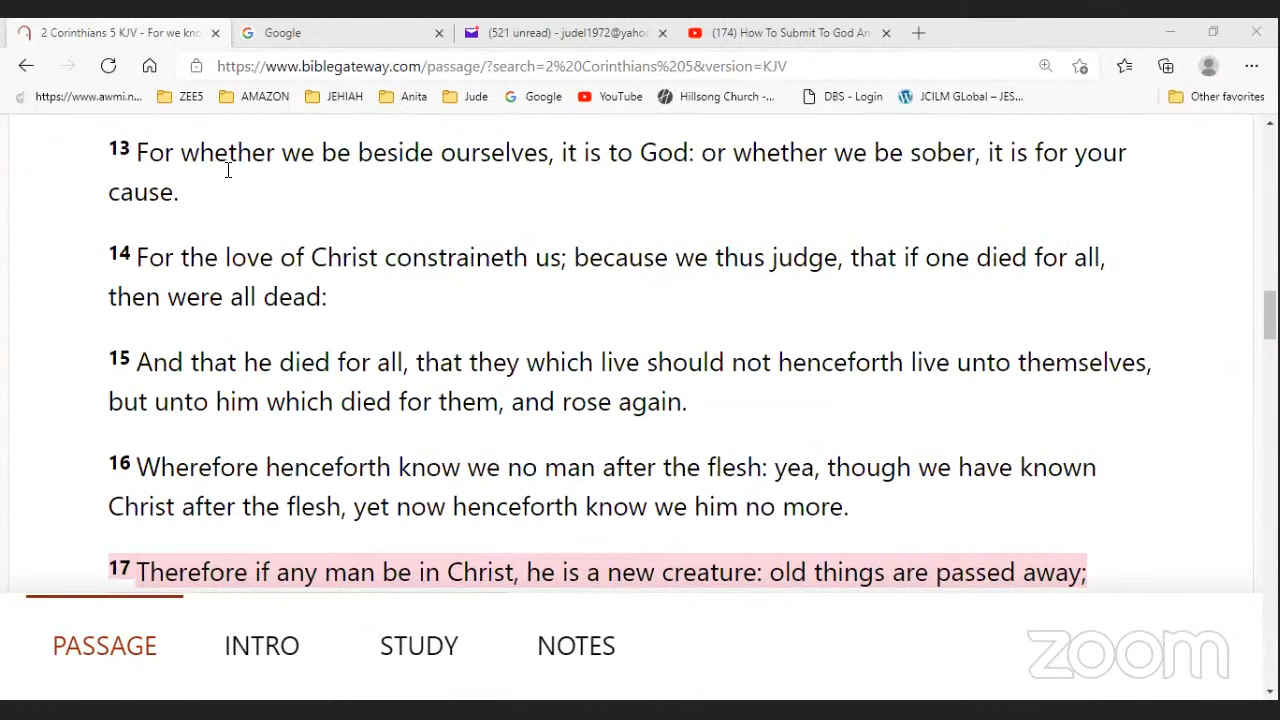 2 Corinthians 5 KJV - For we kno
Google
(521 unread) - judel1972@yaho
(174) How To Submit To God An
https://www.biblegateway.com/passage/?search=2%20Corinthians%205&version=KJV
https://www.awmi.n...
ZEE5
AMAZON
JEHIAH
Anita
Jude
Google
YouTube
Hillsong Church -...
DBS - Login
JCILM GLobal – JES...
Other favorites
13 For whether we be beside ourselves, it is to God: or whether we be sober, it is for your
cause.
14 For the love of Christ constraineth us; because we thus judge, that if one died for all,
then were all dead:
15 And that he died for all, that they which live should not henceforth live unto themselves,
but unto him which died for them, and rose again.
16 Wherefore henceforth know we no man after the flesh: yea, though we have known
Christ after the flesh, yet now henceforth know we him no more.
17 Therefore if any man be in Christ, he is a new creature: old things are passed away;
PASSAGE
INTRO
STUDY
NOTES
zoom